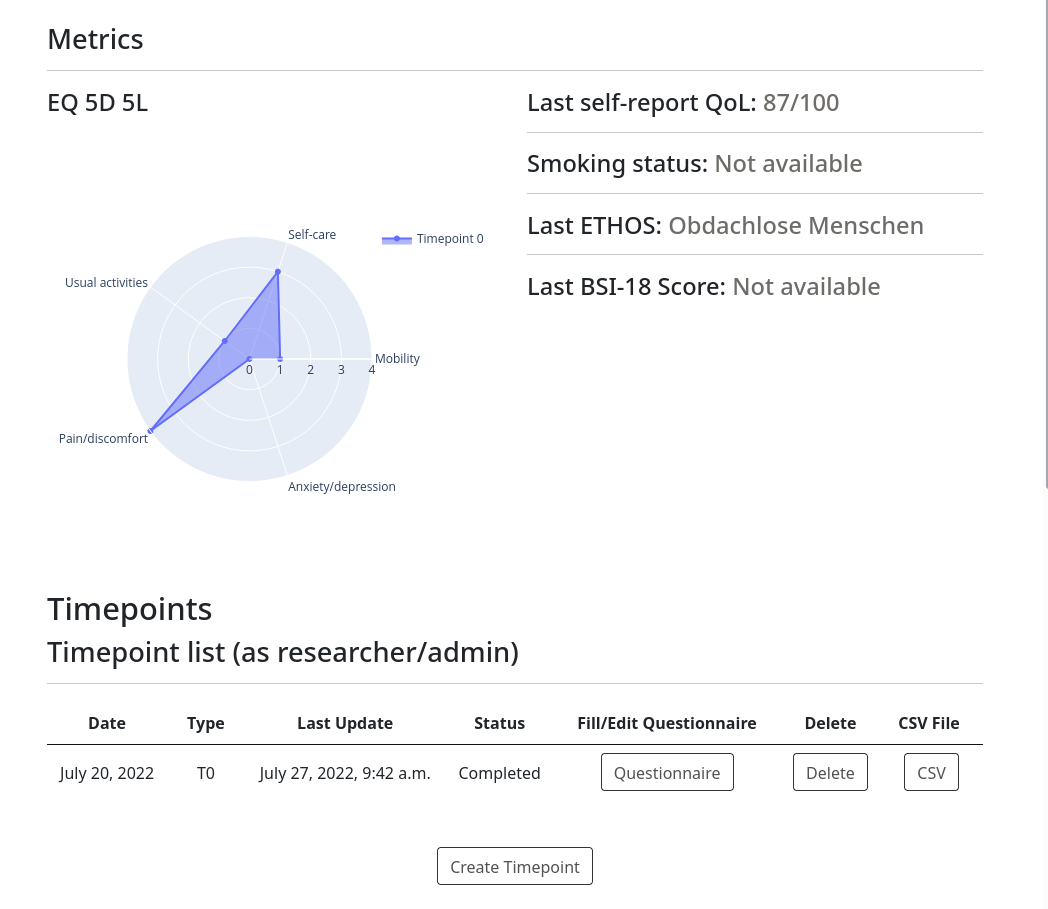 Metrics
EQ 5D 5L
Self-care
Timepoint 0
Usual activities
Mobility
0 1 2 3 4
Pain/discomfort
Anxiety/depression
Last self-report QoL: 87/100
Smoking status: Not available
Last ETHOS: Obdachlose Menschen
Last BSI-18 Score: Not available
Timepoints
Timepoint list (as researcher/admin)
Date Type Last Update Status Fill/Edit Questionnaire Delete CSV File
July 20, 2022 T0 July 27, 2022, 9:42 a.m. Completed Questionnaire Delete CSV
Create Timepoint